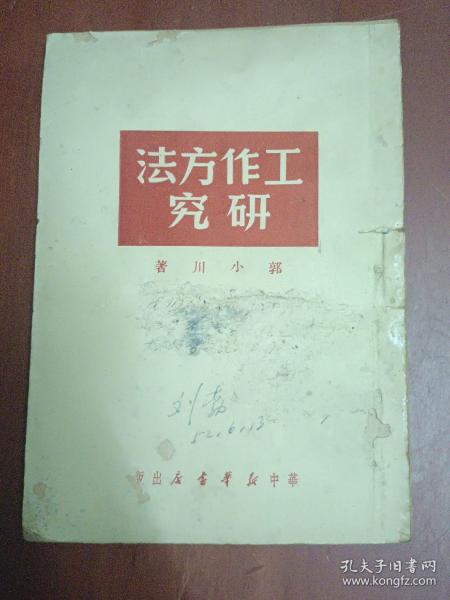 工作方法
研究
郭小川著
刘
52.6.13
華中新華書店出版
孔夫子旧书网
www.kongfz.com